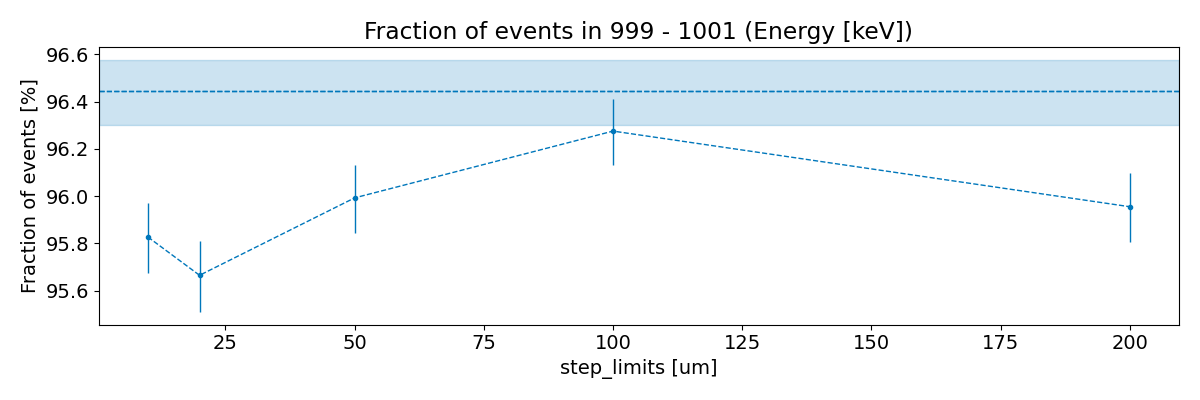 Fraction of events in 999 - 1001 (Energy [keV])
Fraction of events [%]
96.6
96.4
96.2
96.0
95.8
95.6
25 50 75 100 125 150 175 200
step_limits [um]